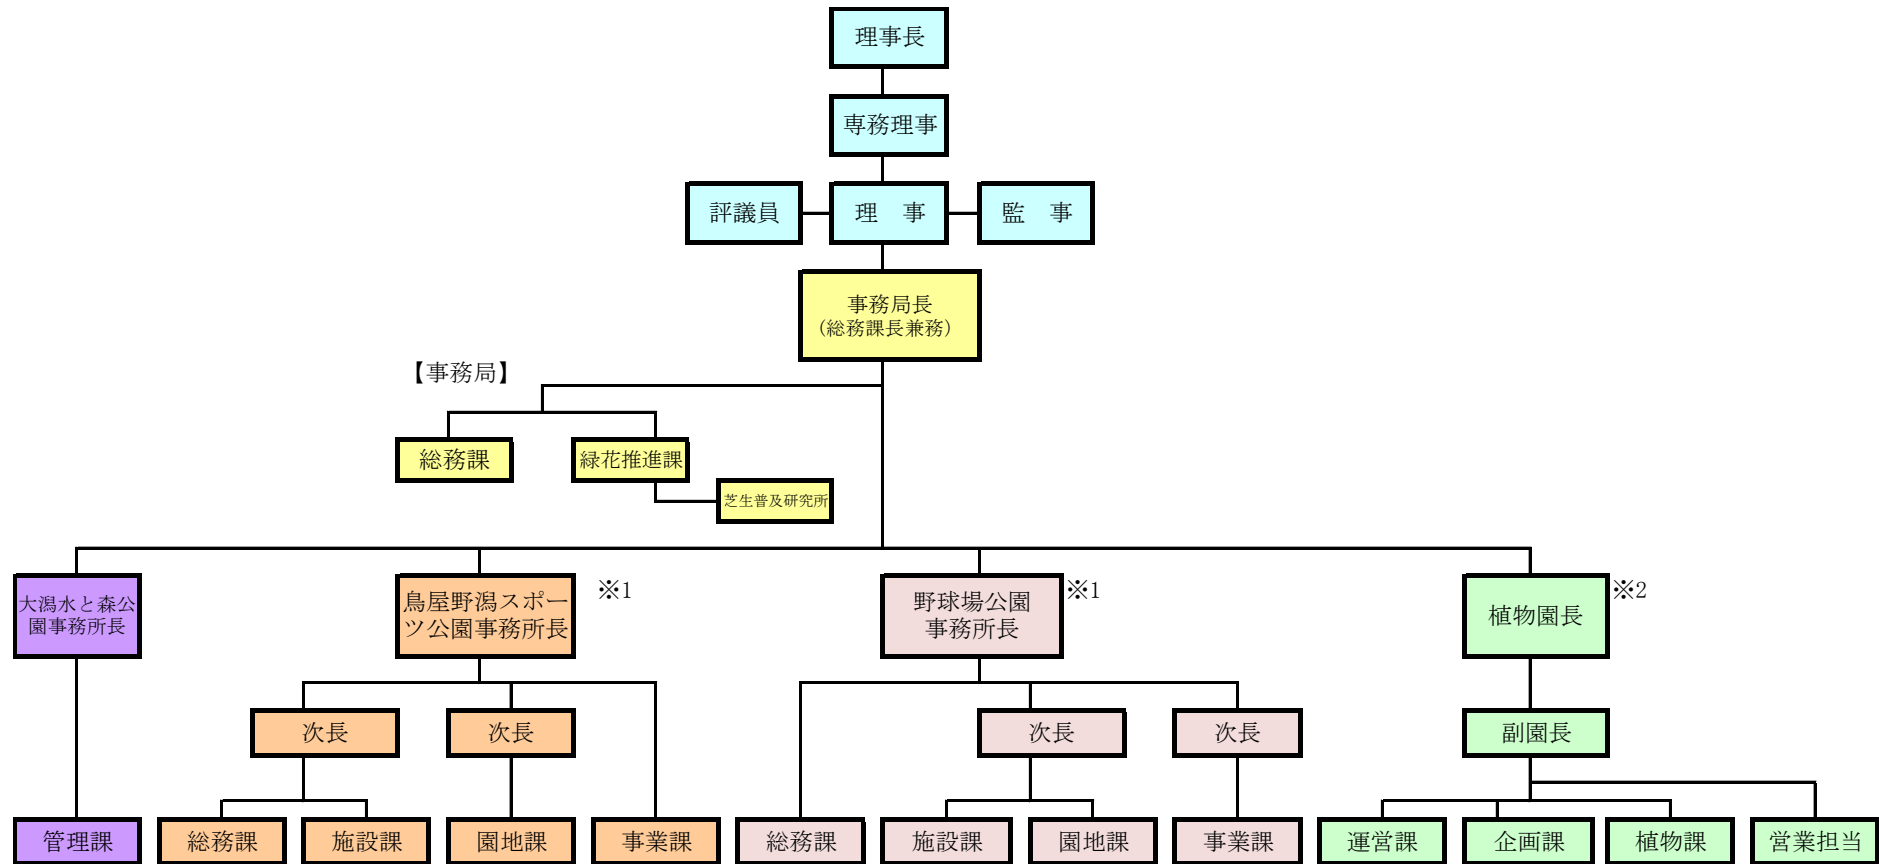 理事長
専務理事
評議員
理　事
監　事
事務局長
（総務課長兼務）
【事務局】
総務課
緑花推進課
芝生普及研究所
大潟水と森公
園事務所長
鳥屋野潟スポー
ツ公園事務所長
※1
野球場公園
事務所長
※1
植物園長
※2
次長
次長
次長
次長
副園長
管理課
総務課
施設課
園地課
事業課
総務課
施設課
園地課
事業課
運営課
企画課
植物課
営業担当